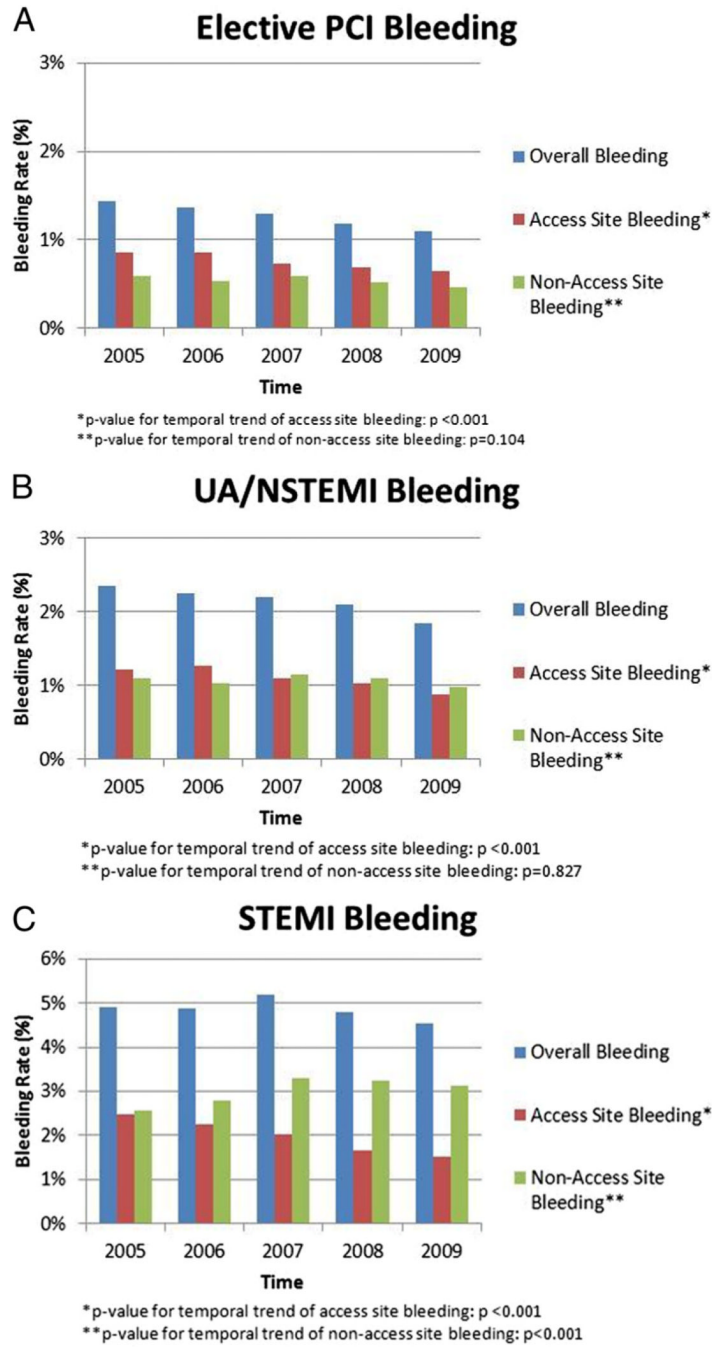 A
Elective PCI Bleeding
3%
2%
1%
0%
Bleeding Rate (%)
2005 2006 2007 2008 2009
Time
Overall Bleeding
Access Site Bleeding*
Non-Access Site
Bleeding**
*p-value for temporal trend of access site bleeding: p <0.001
**p-value for temporal trend of non-access site bleeding: p=0.104
B
UA/NSTEMI Bleeding
3%
2%
1%
0%
Bleeding Rate (%)
2005 2006 2007 2008 2009
Time
Overall Bleeding
Access Site Bleeding*
Non-Access Site
Bleeding**
*p-value for temporal trend of access site bleeding: p <0.001
**p-value for temporal trend of non-access site bleeding: p=0.827
C
STEMI Bleeding
6%
5%
4%
3%
2%
1%
0%
Bleeding Rate (%)
2005 2006 2007 2008 2009
Time
Overall Bleeding
Access Site Bleeding*
Non-Access Site
Bleeding**
*p-value for temporal trend of access site bleeding: p <0.001
**p-value for temporal trend of non-access site bleeding: p<0.001